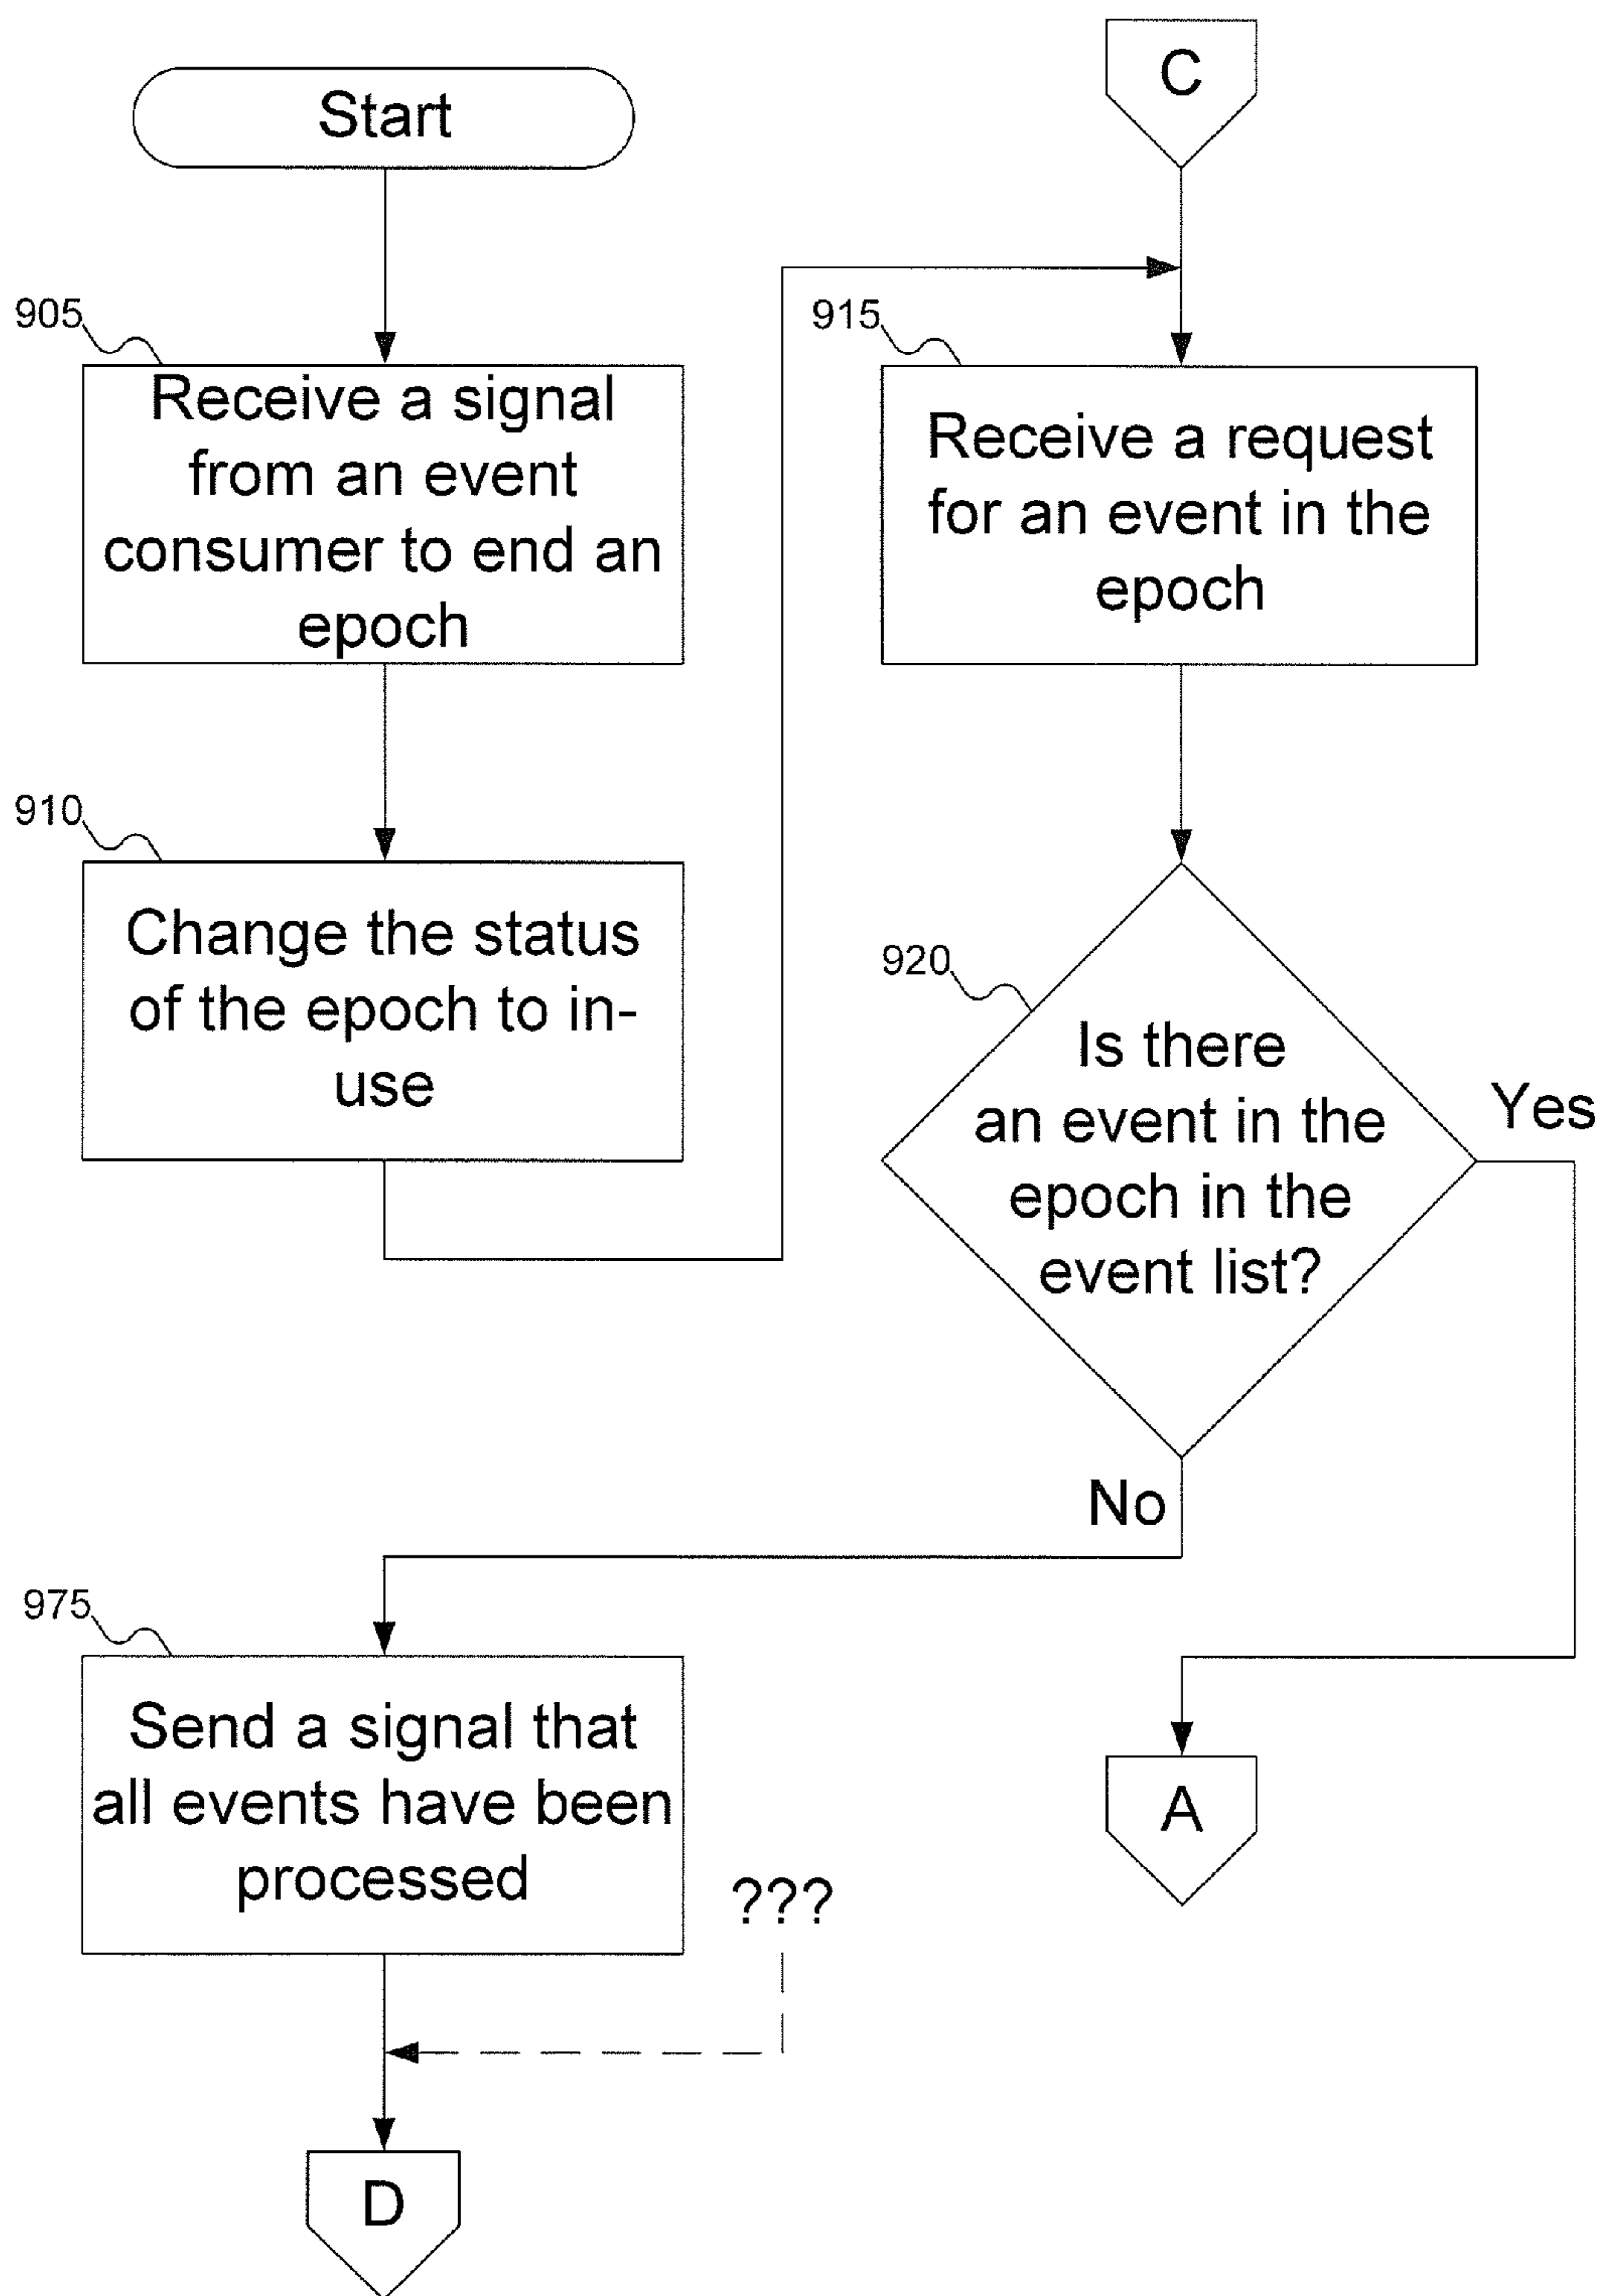 Start
905
Receive a signal
from an event
consumer to end an
epoch
910
Change the status
of the epoch to in-
use
C
915
Receive a request
for an event in the
epoch
920
Is there
an event in the
epoch in the
event list?
Yes
No
975
Send a signal that
all events have been
processed
???
A
D